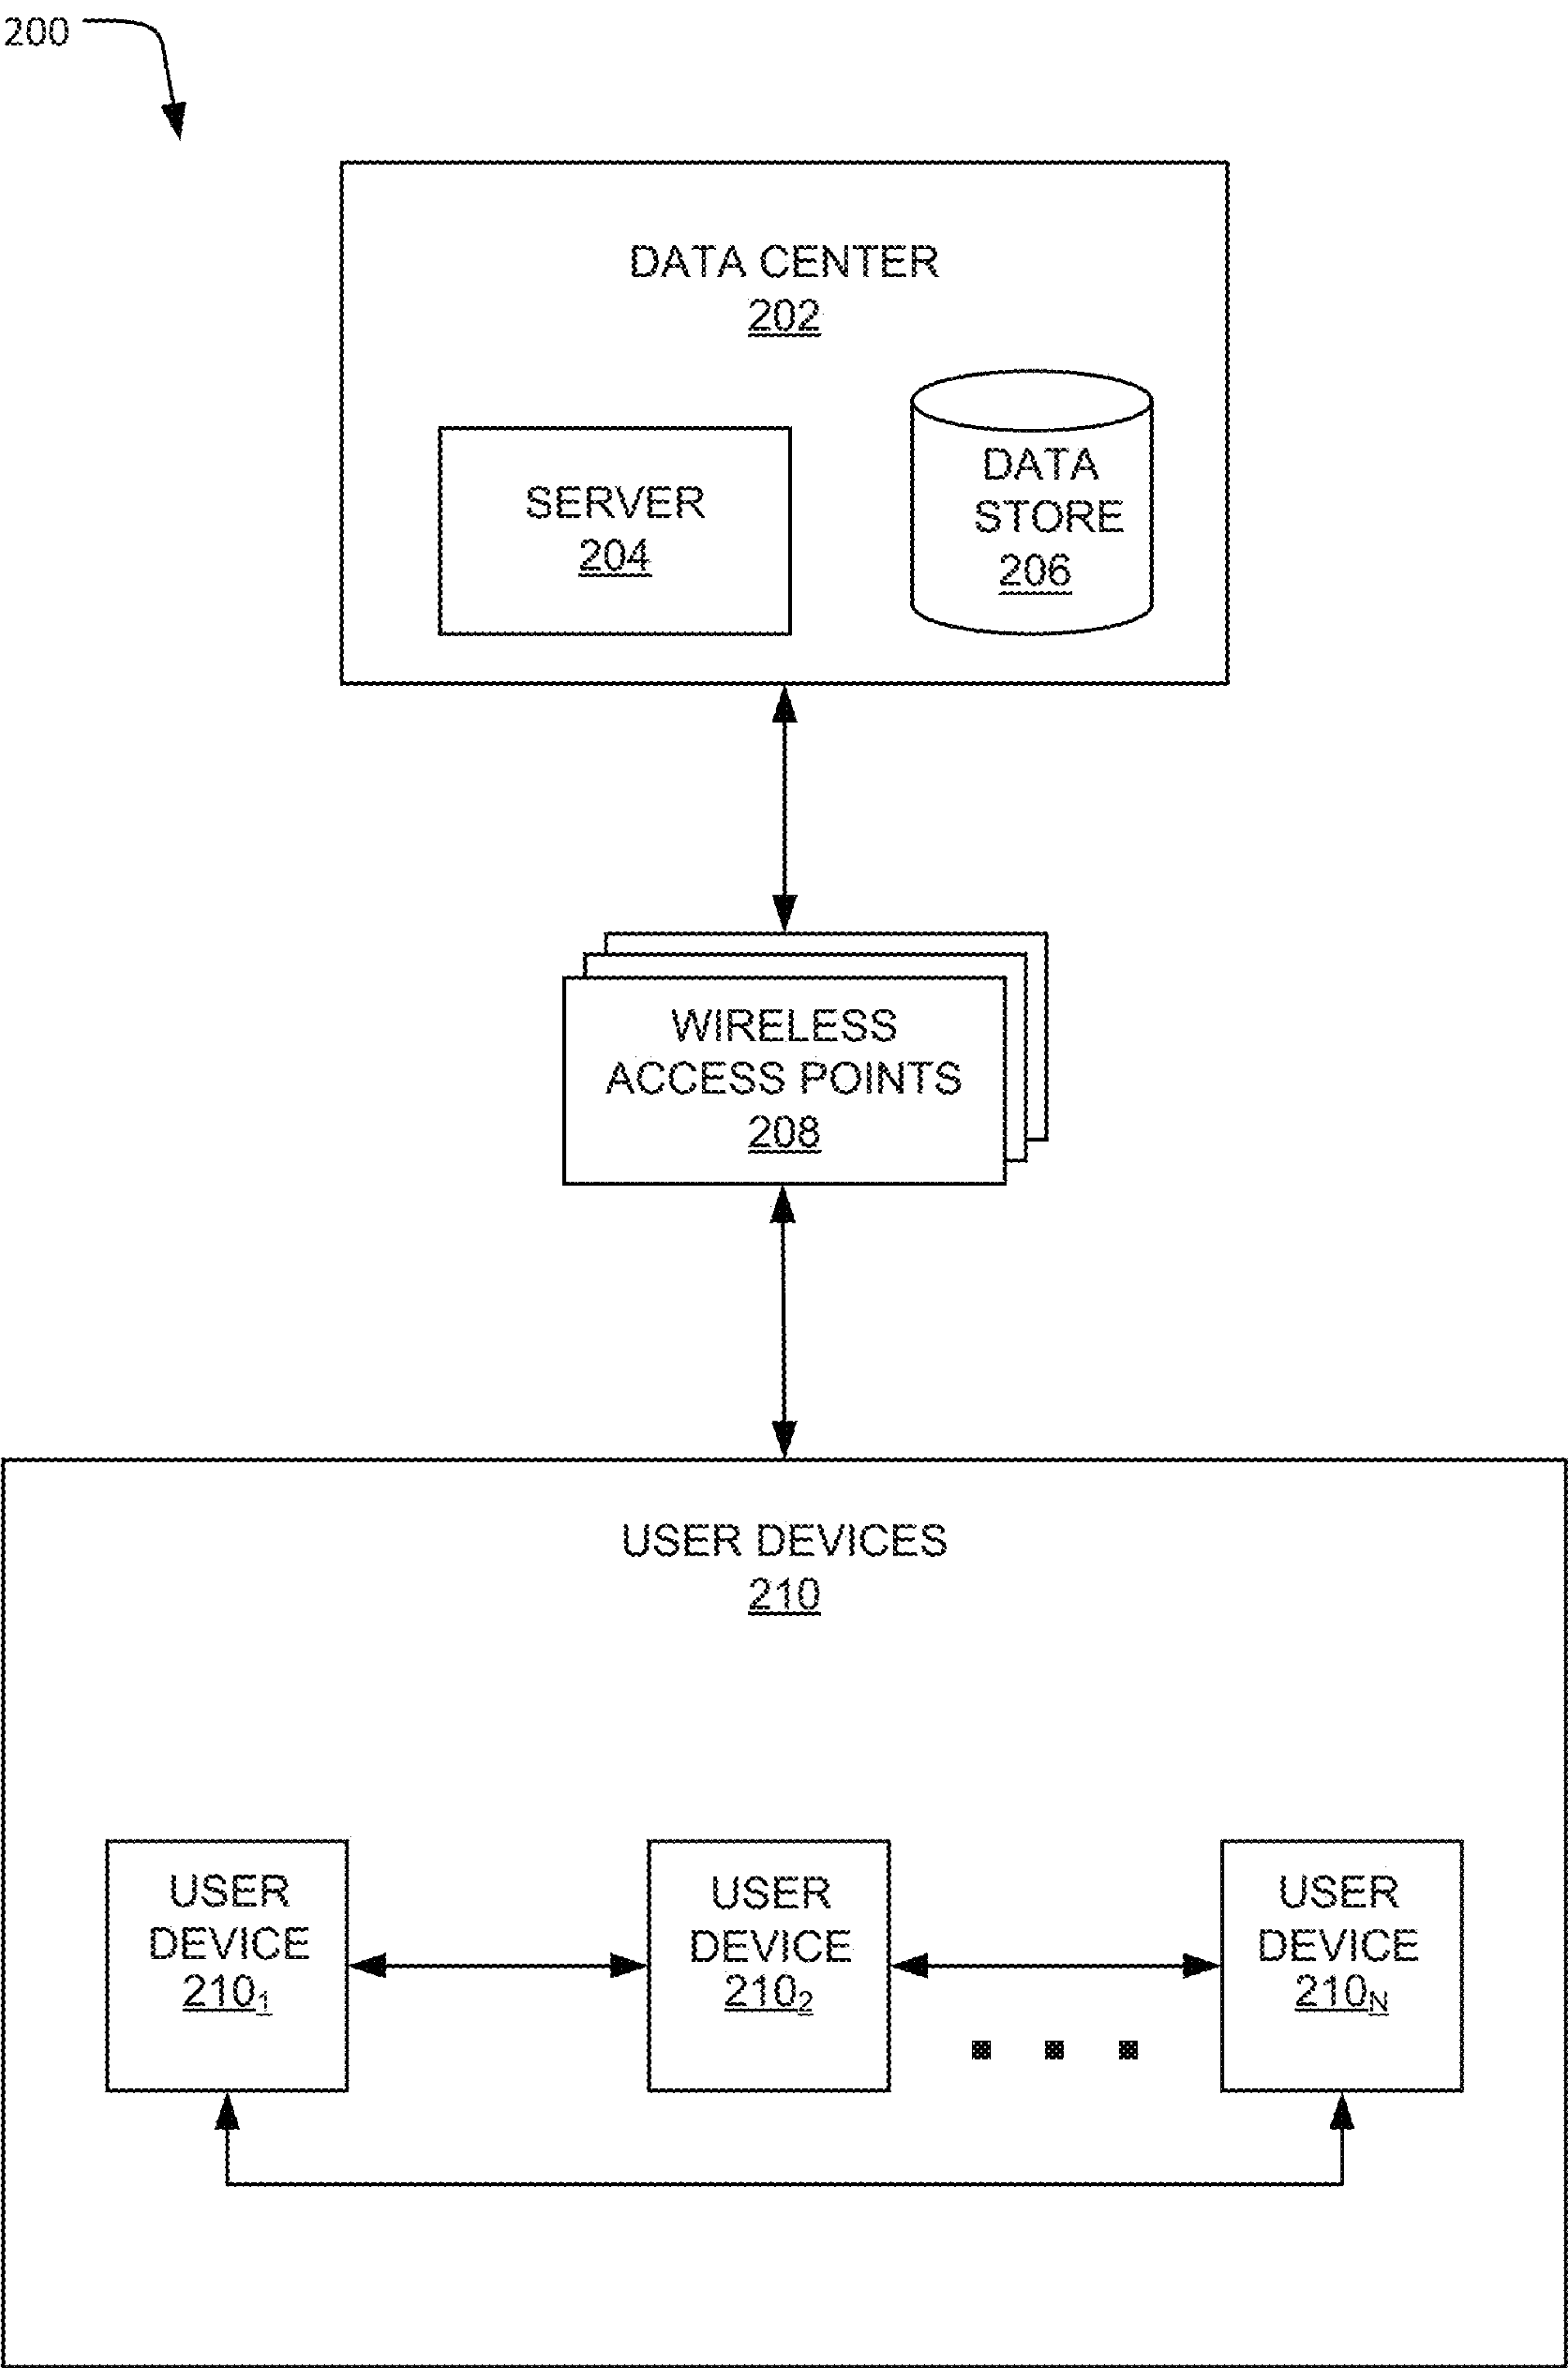 200
DATA CENTER
202
SERVER
204
DATA
STORE
206
WIRELESS
ACCESS POINTS
208
USER DEVICES
210
USER
DEVICE
210₁
USER
DEVICE
210₂
USER
DEVICE
210N